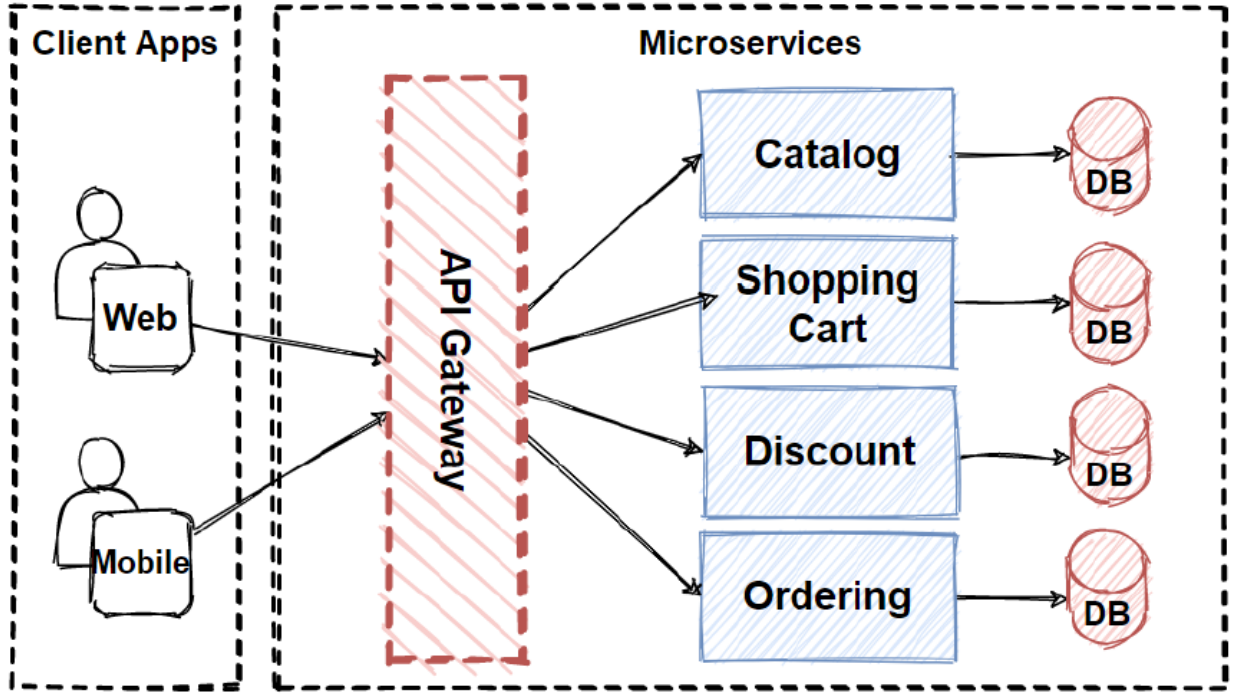 Client Apps
Microservices
Web
Mobile
API Gateway
Catalog
DB
Shopping
Cart
DB
Discount
DB
Ordering
DB